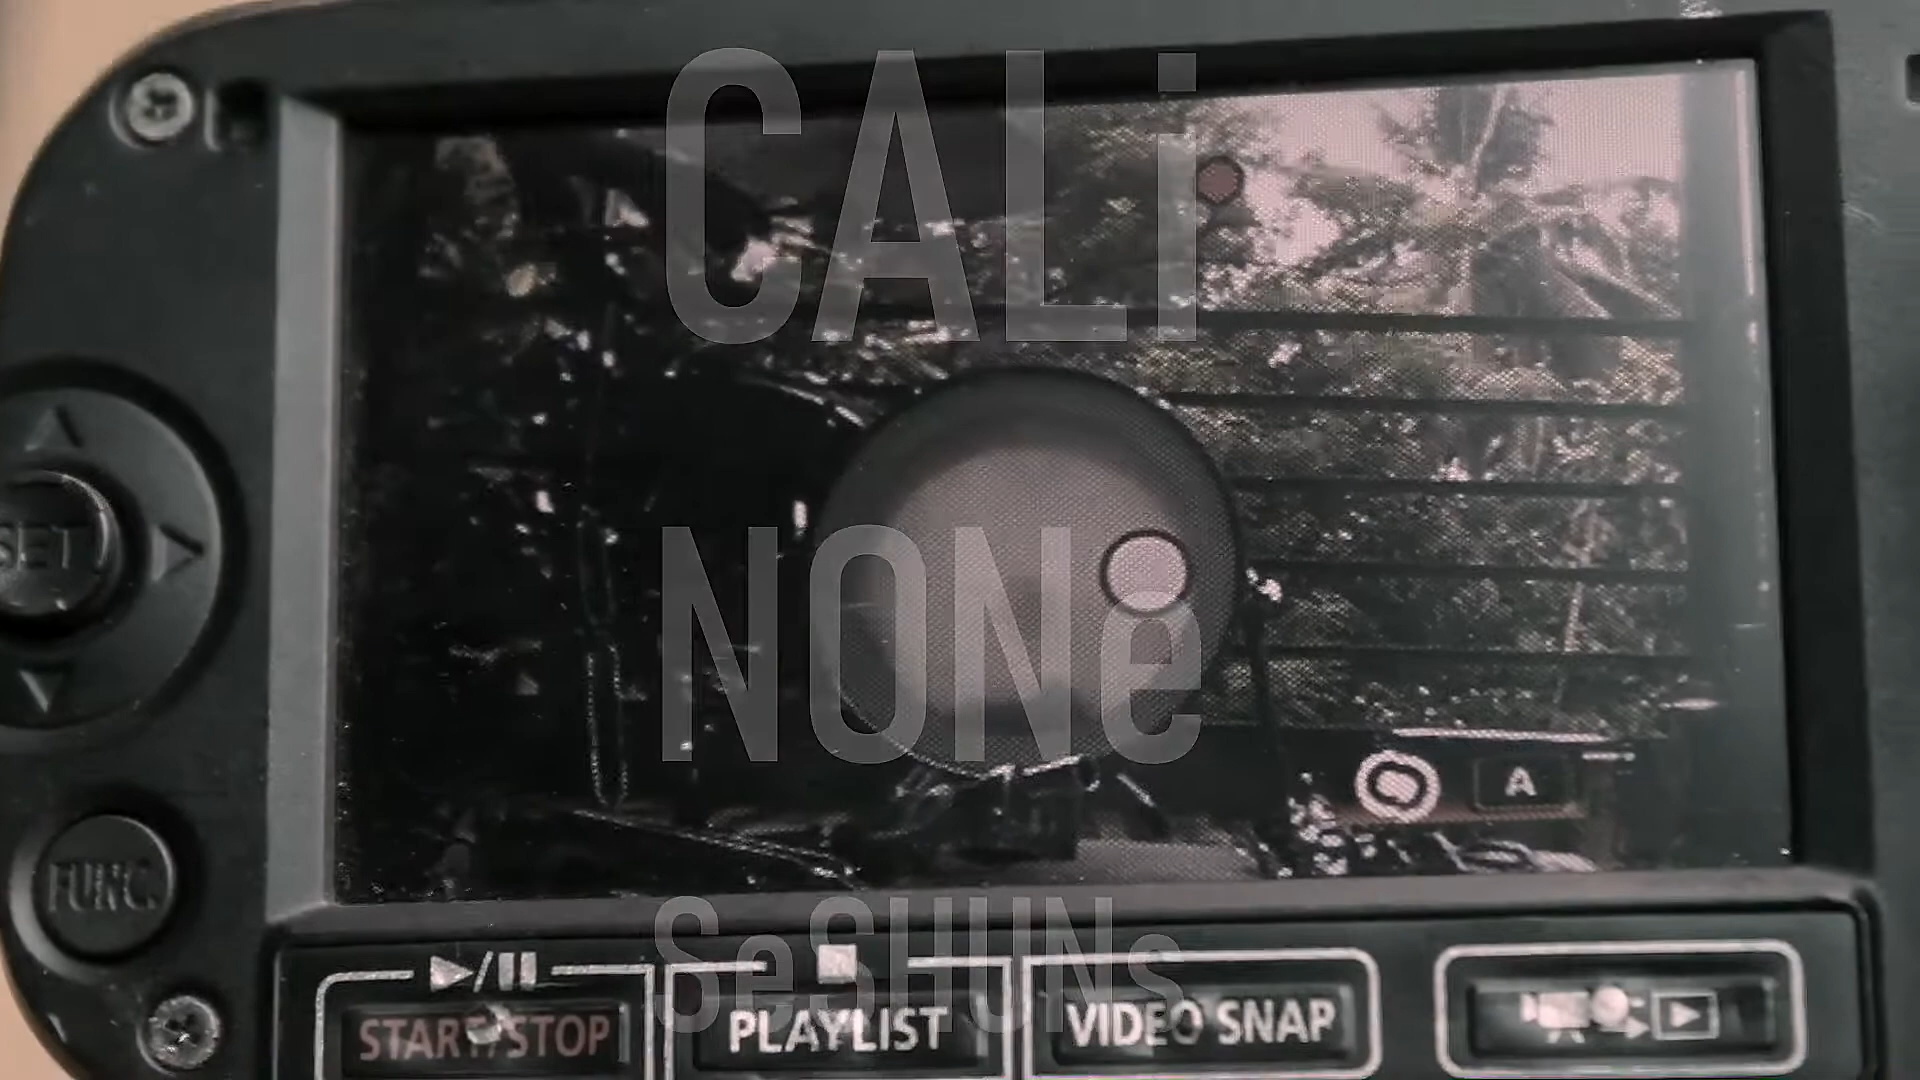 CALi
NONe
SeSHUNs
SET
A
FUNC.
START/STOP
PLAYLIST
VIDEO SNAP